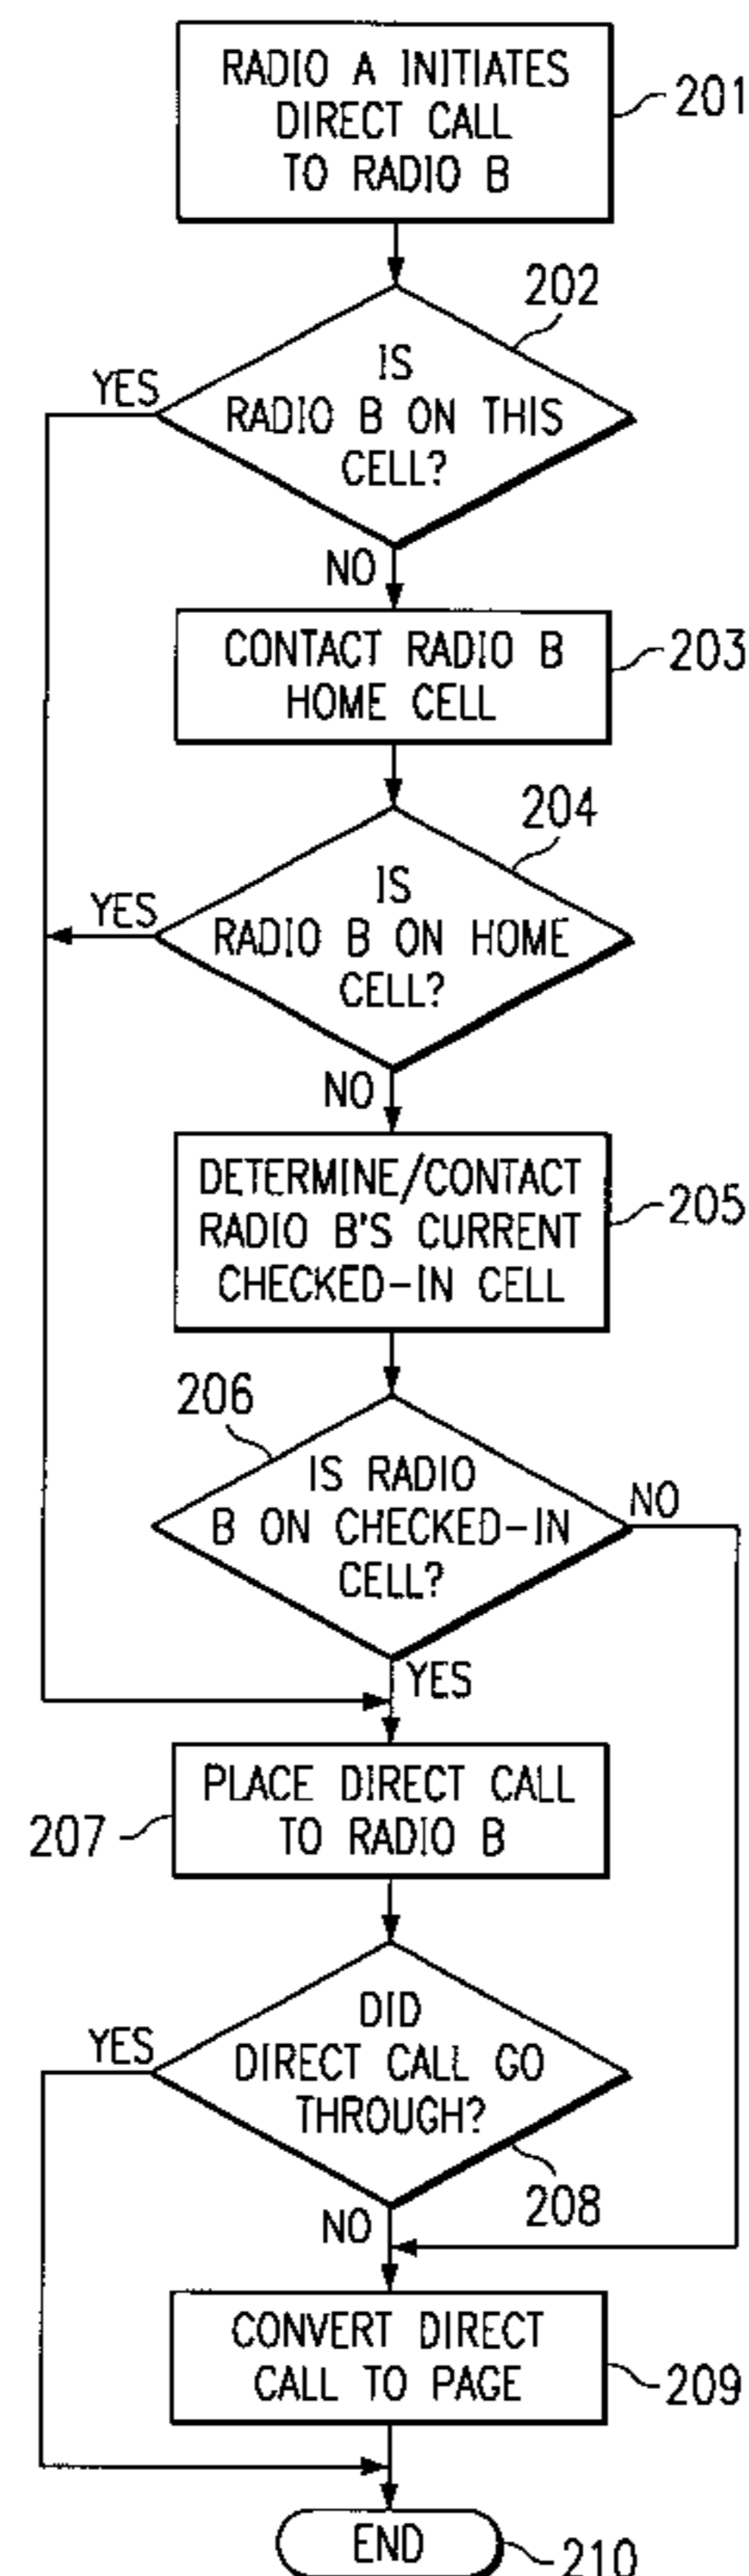 RADIO A INITIATES
DIRECT CALL
TO RADIO B
201
202
IS
RADIO B ON THIS
CELL?
YES
NO
CONTACT RADIO B
HOME CELL
203
204
IS
RADIO B ON HOME
CELL?
YES
NO
DETERMINE/CONTACT
RADIO B'S CURRENT
CHECKED-IN CELL
205
206
IS RADIO
B ON CHECKED-IN
CELL?
NO
YES
PLACE DIRECT CALL
TO RADIO B
207
DID
DIRECT CALL GO
THROUGH?
YES
208
NO
CONVERT DIRECT
CALL TO PAGE
209
END
210